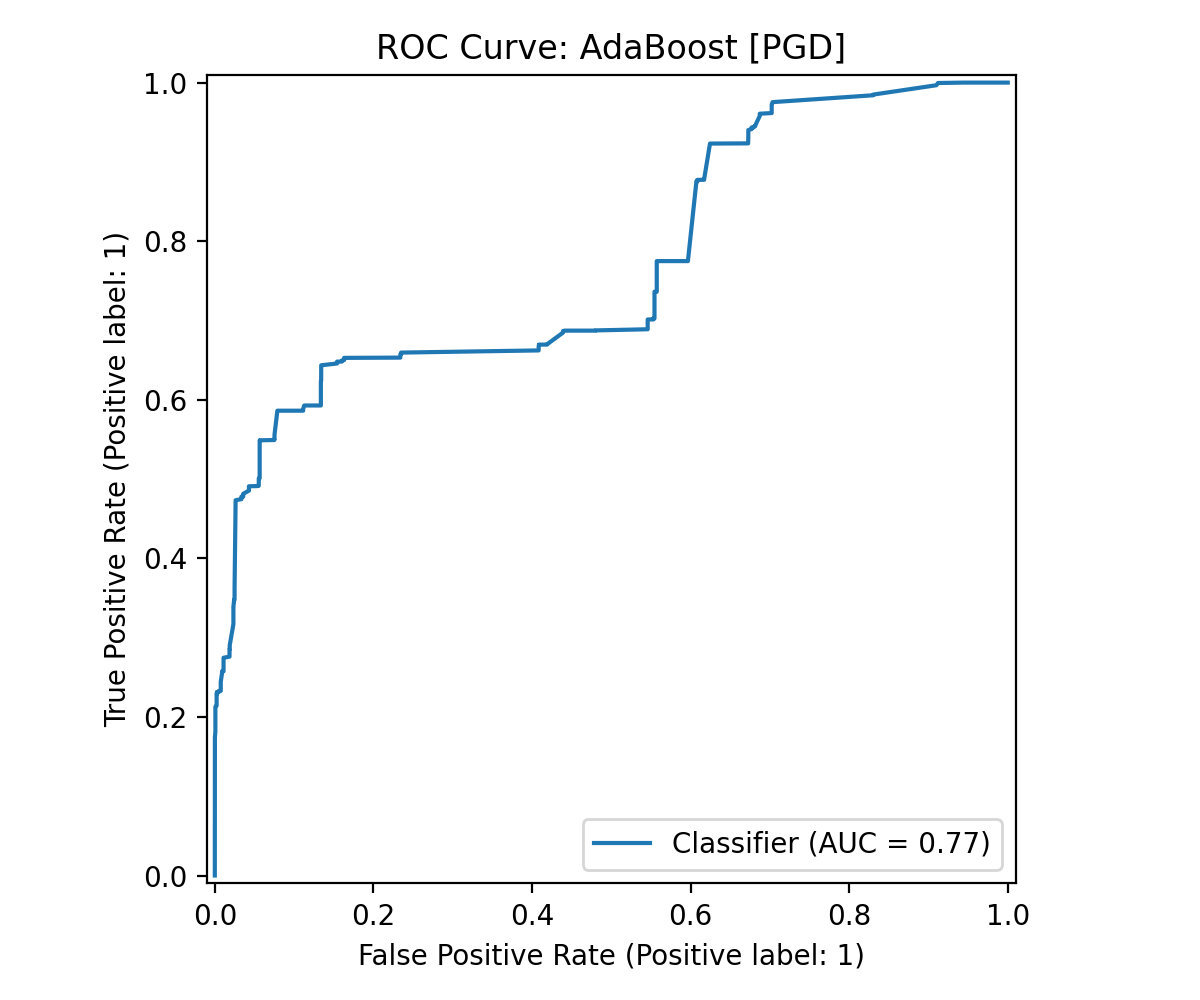 ROC Curve: AdaBoost [PGD]
True Positive Rate (Positive label: 1)
1.0
0.8
0.6
0.4
0.2
0.0
Classifier (AUC = 0.77)
0.0 0.2 0.4 0.6 0.8 1.0
False Positive Rate (Positive label: 1)